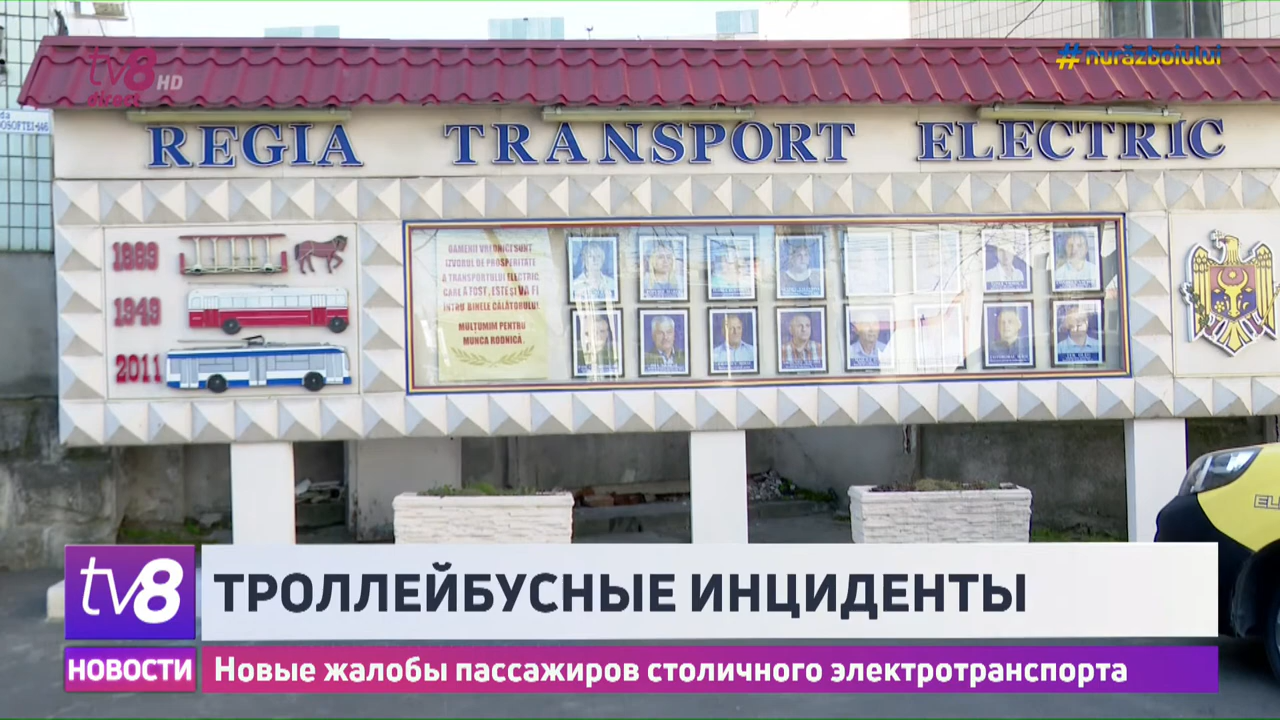 tv8 HD
direct
#nurăzboiului
REGIA TRANSPORT ELECTRIC
1889
1949
2011
OAMENII VREDNICI SUNT
IZVORUL DE PROSPERITATE
A TRANSPORTULUI ELECTRIC
CARE A FOST, ESTE ȘI VA FI
ÎNTRU BINELE CĂLĂTORULUI.
MULȚUMIM PENTRU
MUNCA RODNICĂ.
tv8
ТРОЛЛЕЙБУСНЫЕ ИНЦИДЕНТЫ
НОВОСТИ
Новые жалобы пассажиров столичного электротранспорта